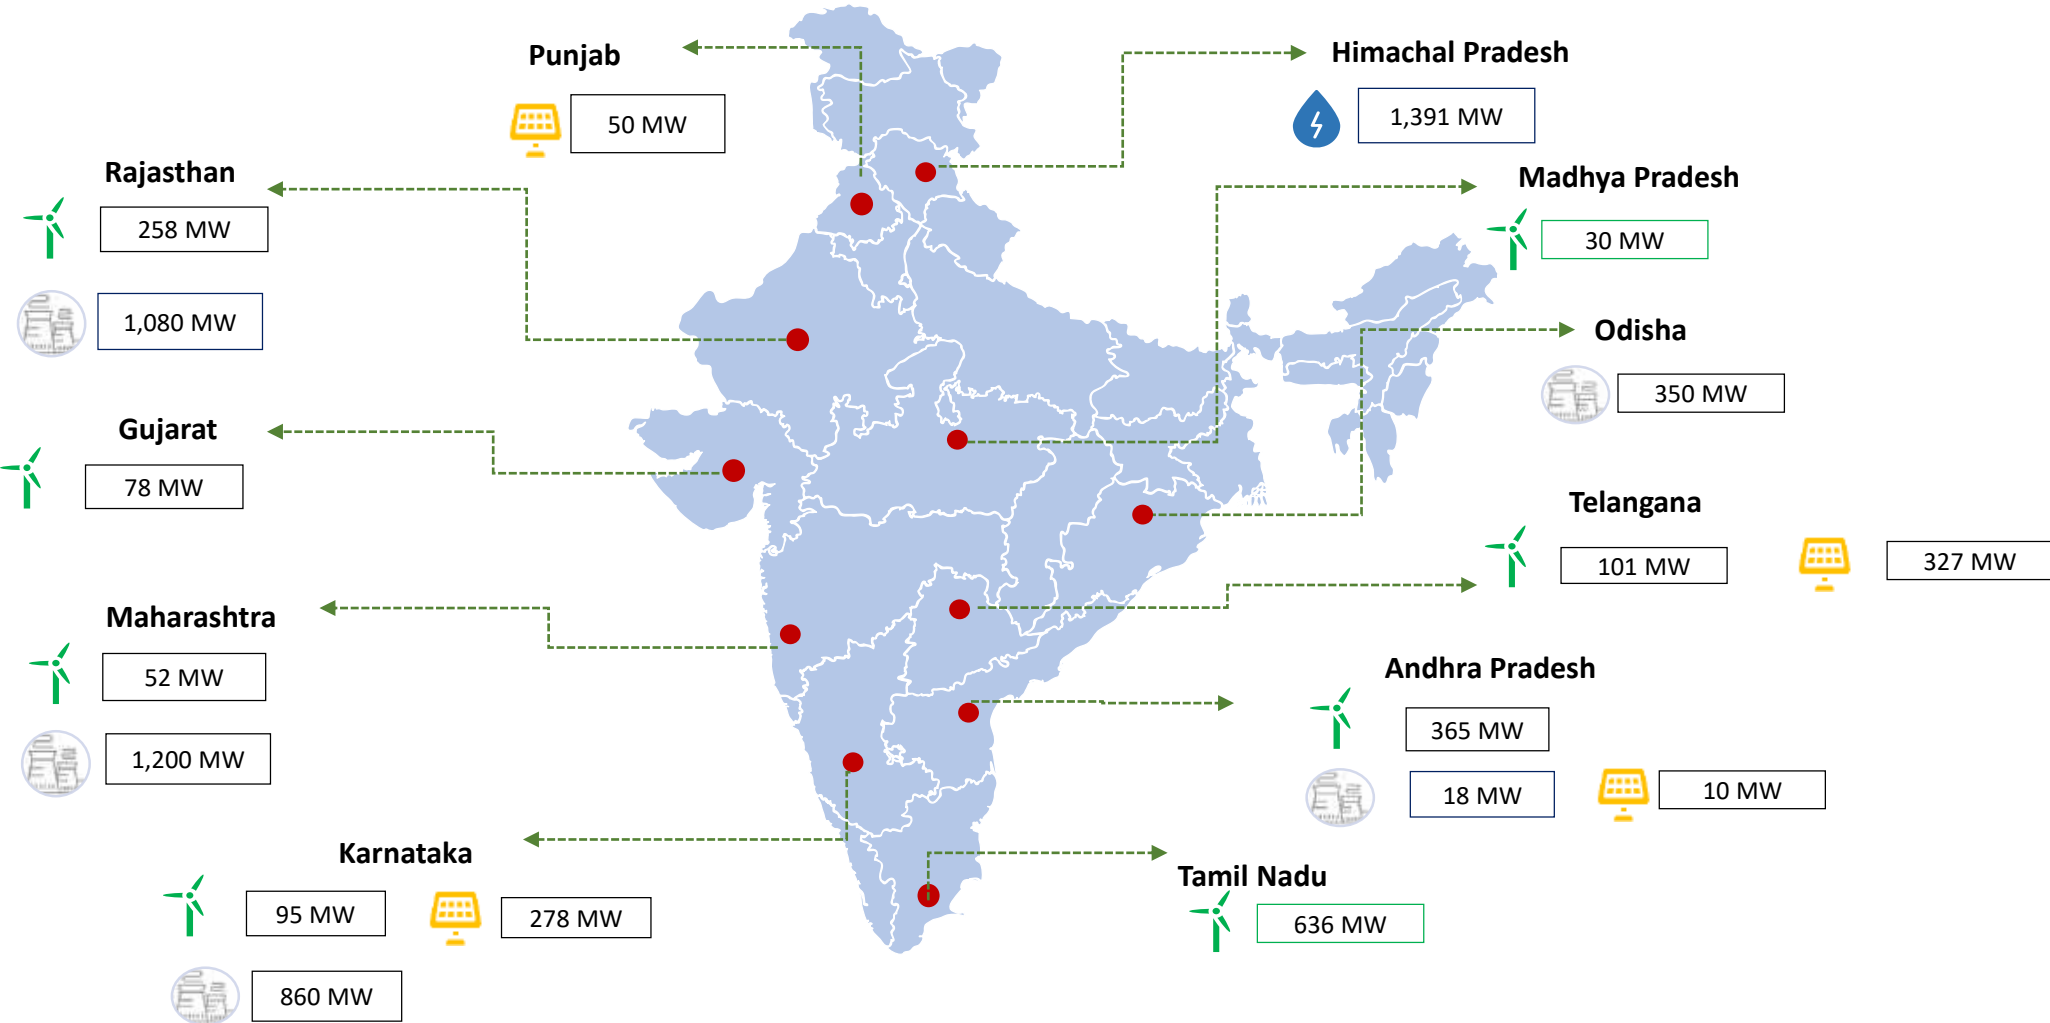 Punjab
50 MW
Himachal Pradesh
1,391 MW
Rajasthan
258 MW
1,080 MW
Madhya Pradesh
30 MW
Odisha
350 MW
Gujarat
78 MW
Telangana
101 MW
327 MW
Maharashtra
52 MW
1,200 MW
Andhra Pradesh
365 MW
18 MW
10 MW
Karnataka
95 MW
278 MW
860 MW
Tamil Nadu
636 MW